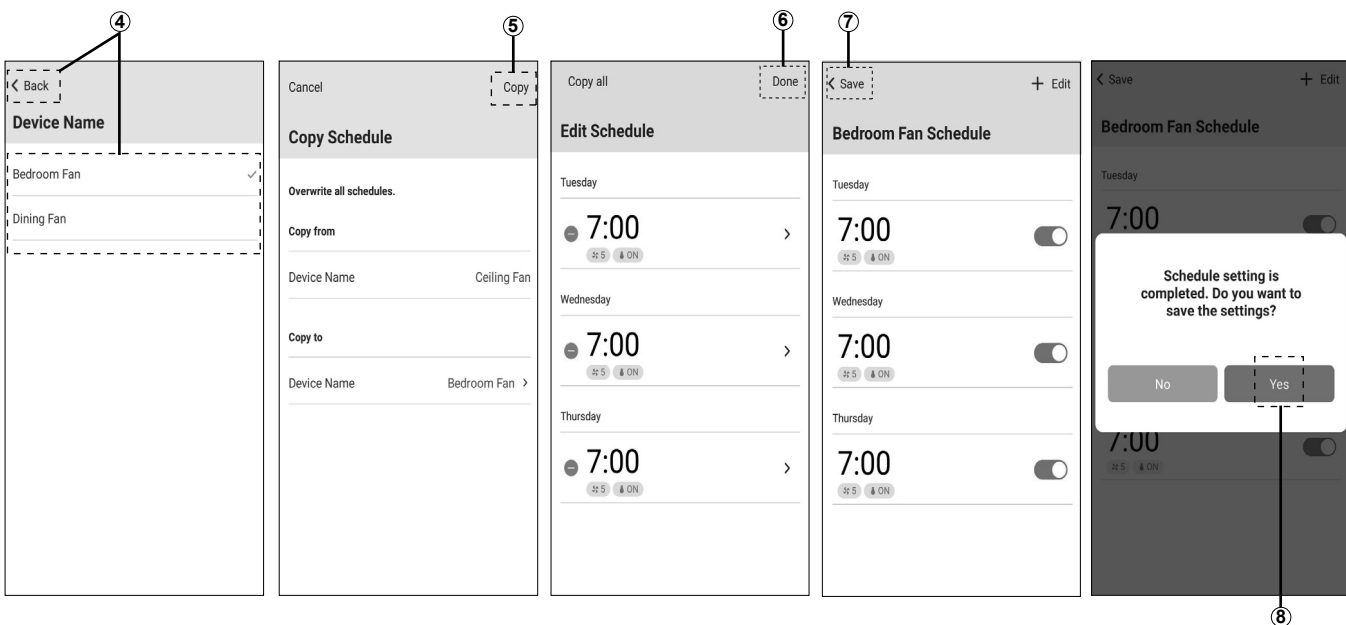 ④
⑤
⑥
⑦
< Back
Device Name
Bedroom Fan ✓
Dining Fan
Cancel
Copy
Copy Schedule
Overwrite all schedules.
Copy from
Device Name
Ceiling Fan
Copy to
Device Name
Bedroom Fan >
Copy all
Done
Edit Schedule
Tuesday
7:00
5 ON
Wednesday
7:00
5 ON
Thursday
7:00
5 ON
< Save
+ Edit
Bedroom Fan Schedule
Tuesday
7:00
5 ON
Wednesday
7:00
5 ON
Thursday
7:00
5 ON
< Save
+ Edit
Bedroom Fan Schedule
Tuesday
7:00
Schedule setting is
completed. Do you want to
save the settings?
No
Yes
7:00
5 ON
⑧